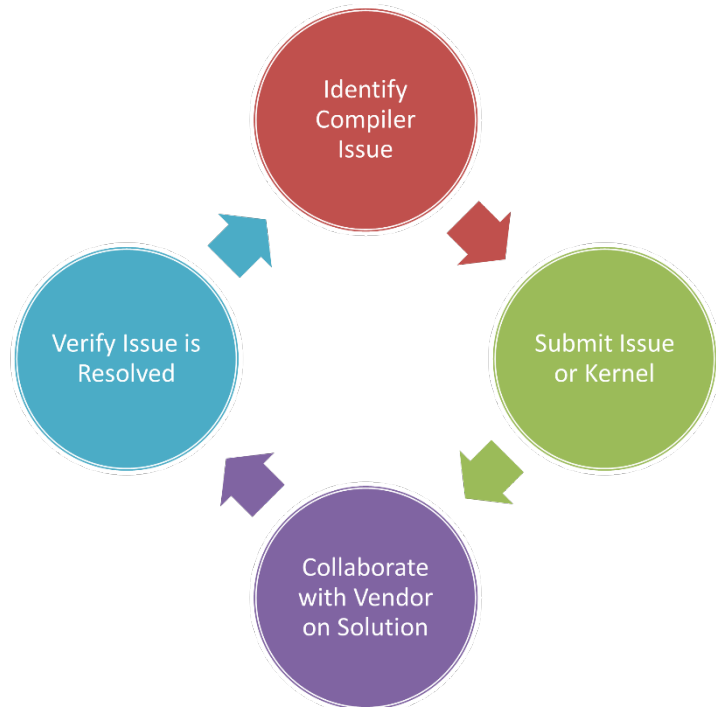 Identify
Compiler
Issue
Submit Issue
or Kernel
Collaborate
with Vendor
on Solution
Verify Issue is
Resolved